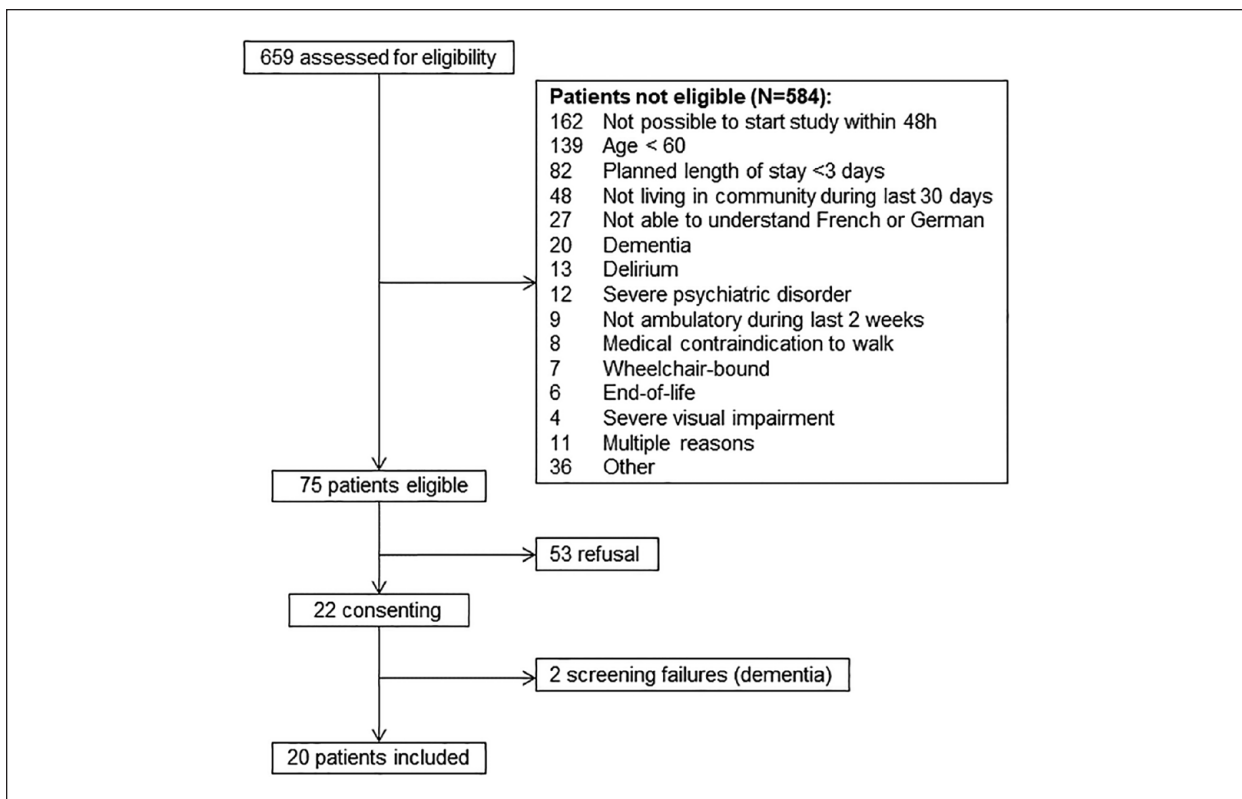 659 assessed for eligibility
Patients not eligible (N=584):
162 Not possible to start study within 48h
139 Age < 60
82 Planned length of stay <3 days
48 Not living in community during last 30 days
27 Not able to understand French or German
20 Dementia
13 Delirium
12 Severe psychiatric disorder
9 Not ambulatory during last 2 weeks
8 Medical contraindication to walk
7 Wheelchair-bound
6 End-of-life
4 Severe visual impairment
11 Multiple reasons
36 Other
75 patients eligible
53 refusal
22 consenting
2 screening failures (dementia)
20 patients included